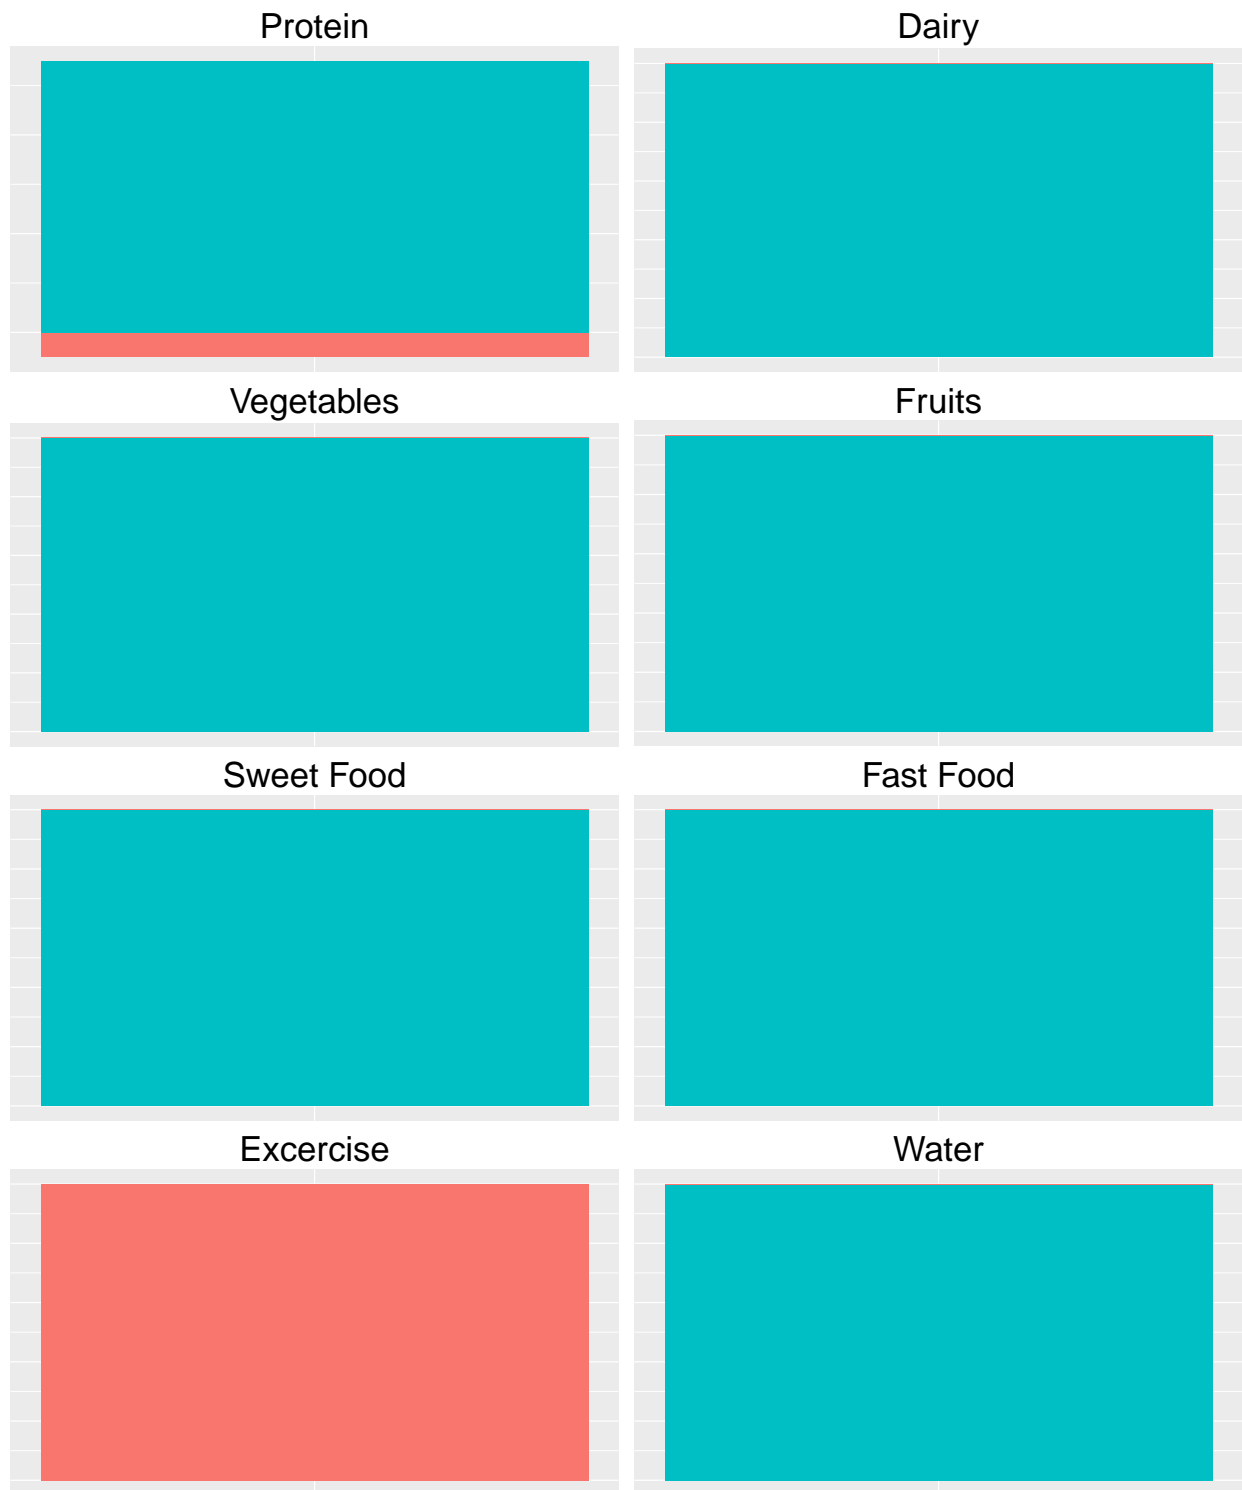 Protein
Dairy
Vegetables
Fruits
Sweet Food
Fast Food
Excercise
Water